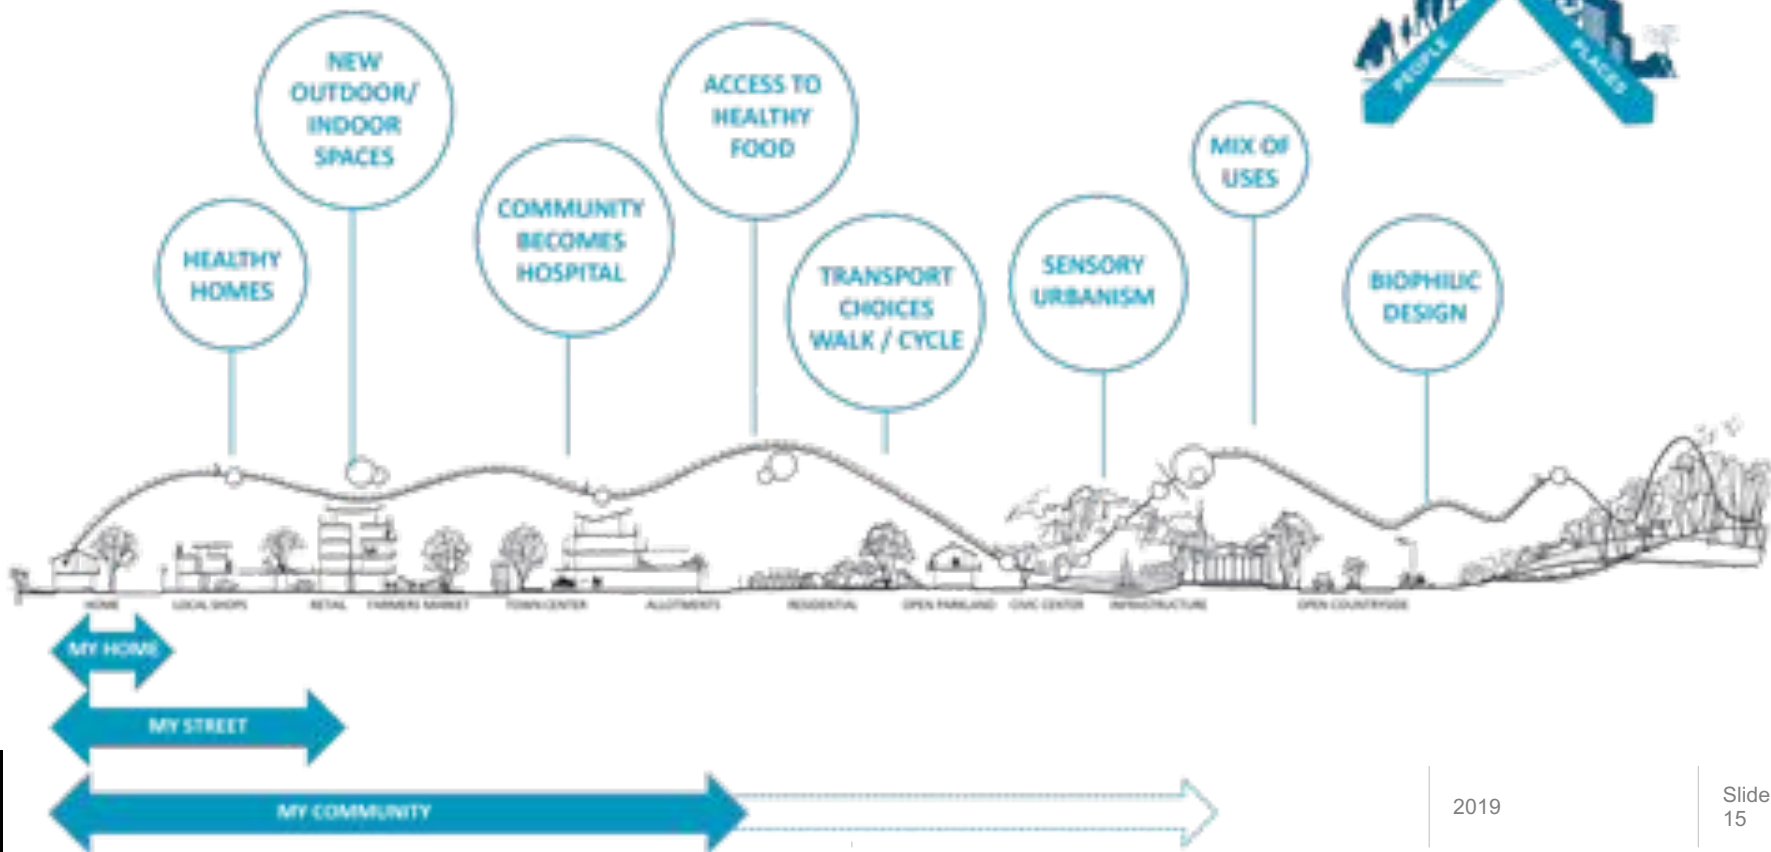 PEOPLE
PLACES
NEW
OUTDOOR/
INDOOR
SPACES
ACCESS TO
HEALTHY
FOOD
MIX OF
USES
COMMUNITY
BECOMES
HOSPITAL
HEALTHY
HOMES
TRANSPORT
CHOICES
WALK / CYCLE
SENSORY
URBANISM
BIOPHILIC
DESIGN
HOME
LOCAL SHOPS
RETAIL
FARMERS MARKET
TOWN CENTER
ALLOTMENTS
RESIDENTIAL
OPEN PARKLAND
CIVIC CENTER
INFRASTRUCTURE
OPEN COUNTRYSIDE
MY HOME
MY STREET
MY COMMUNITY
2019
Slide
15